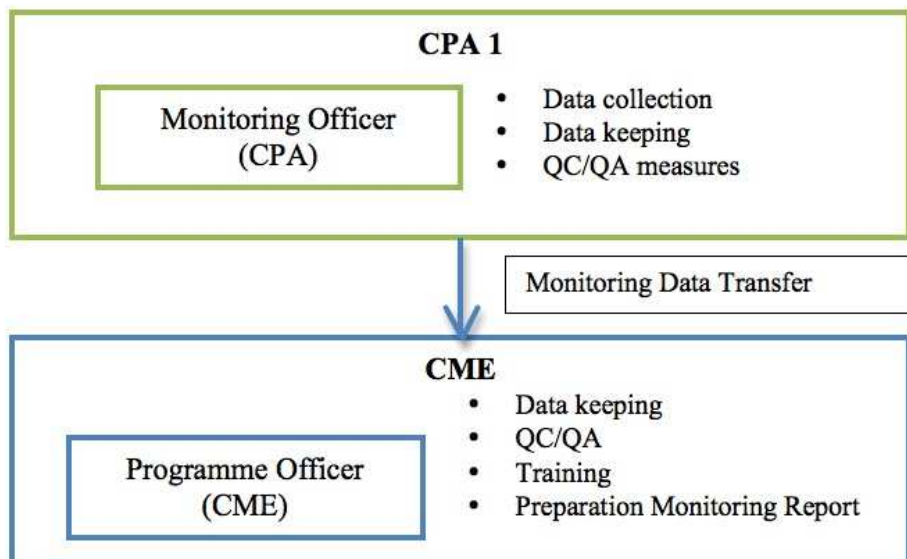 CPA 1
Monitoring Officer
(CPA)
• Data collection
• Data keeping
• QC/QA measures
Monitoring Data Transfer
CME
Programme Officer
(CME)
• Data keeping
• QC/QA
• Training
• Preparation Monitoring Report